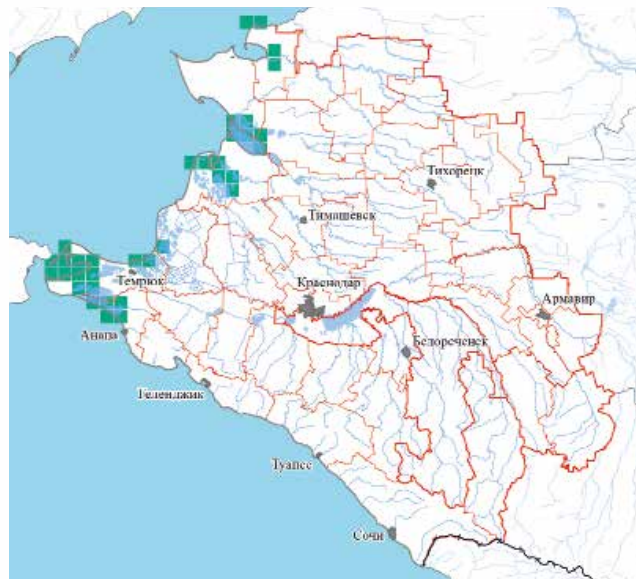 Тихорецк
Тимашевск
Темрюк
Краснодар
Армавир
Анапа
Белореченск
Геленджик
Туапсе
Сочи